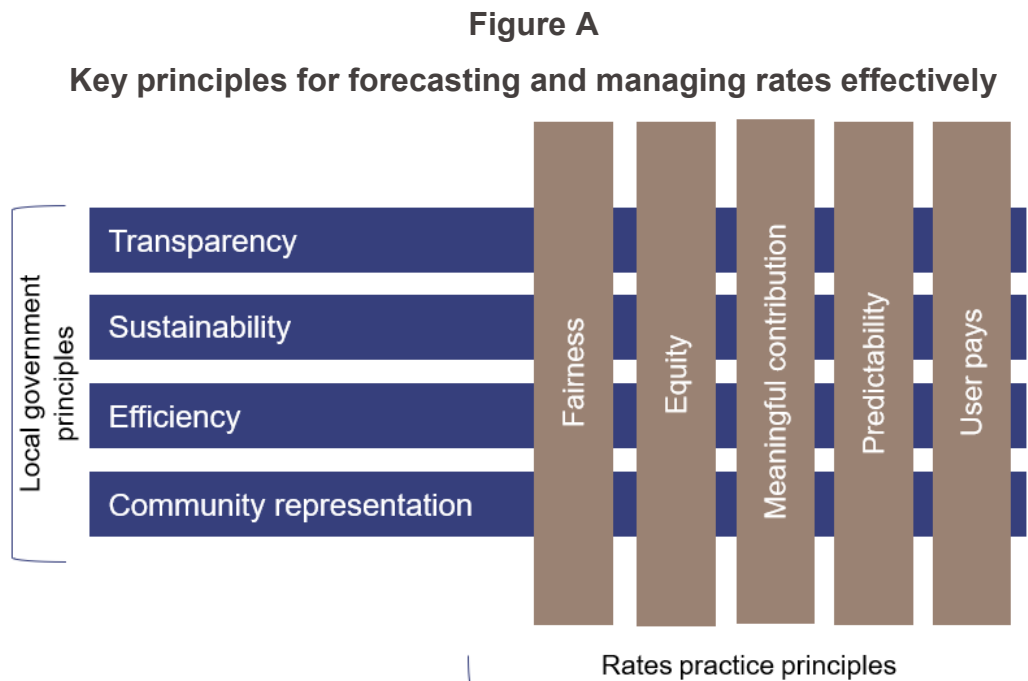 Figure A
Key principles for forecasting and managing rates effectively
Local government
principles
Transparency
Sustainability
Efficiency
Community representation
Fairness
Equity
Meaningful contribution
Predictability
User pays
Rates practice principles